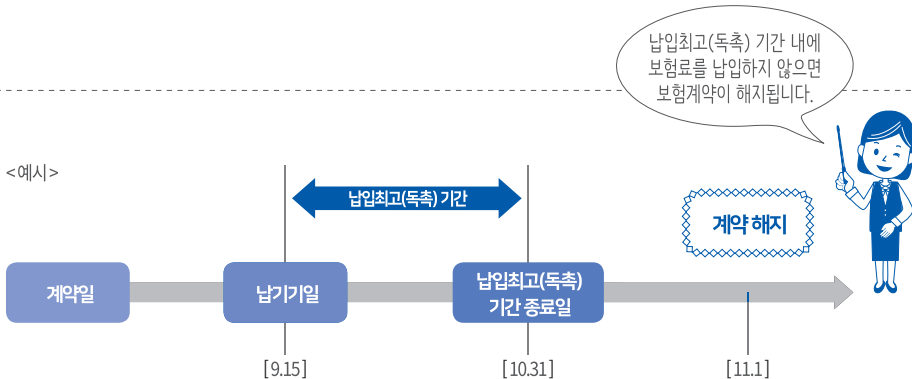 납입최고(독촉) 기간 내에
보험료를 납입하지 않으면
보험계약이 해지됩니다.
<예시>
납입최고(독촉) 기간
계약 해지
계약일
납기기일
납입최고(독촉)
기간 종료일
[9.15]
[10.31]
[11.1]